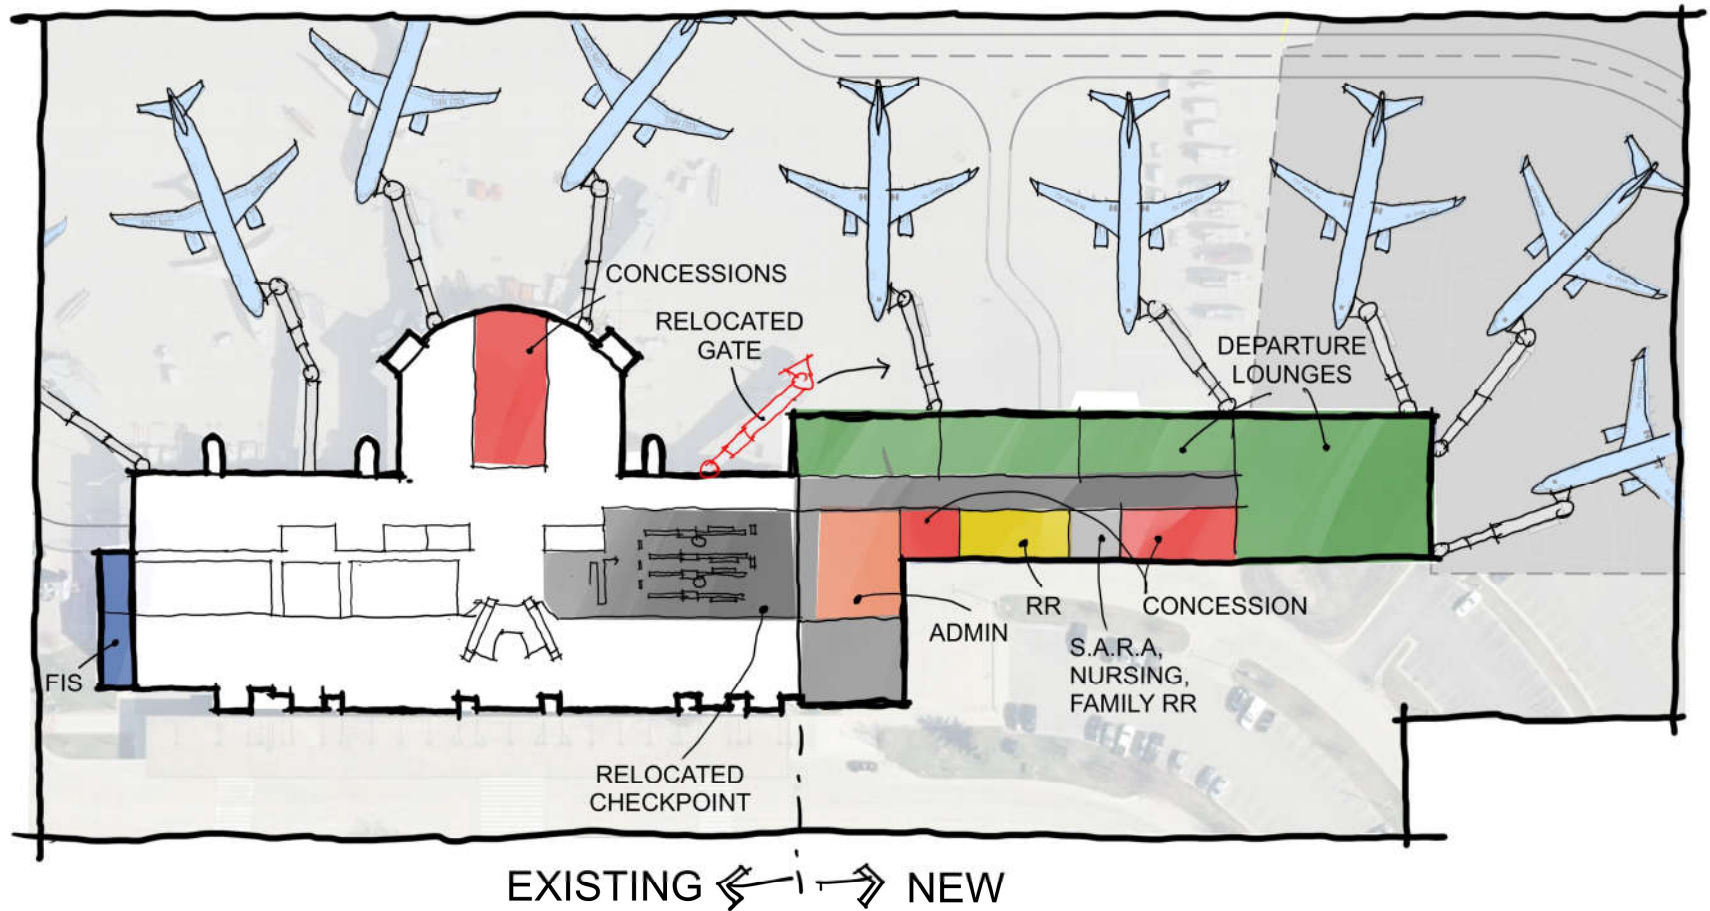 CONCESSIONS
RELOCATED
GATE
DEPARTURE
LOUNGES
RR
CONCESSION
ADMIN
S.A.R.A,
NURSING,
FAMILY RR
FIS
RELOCATED
CHECKPOINT
EXISTING
NEW